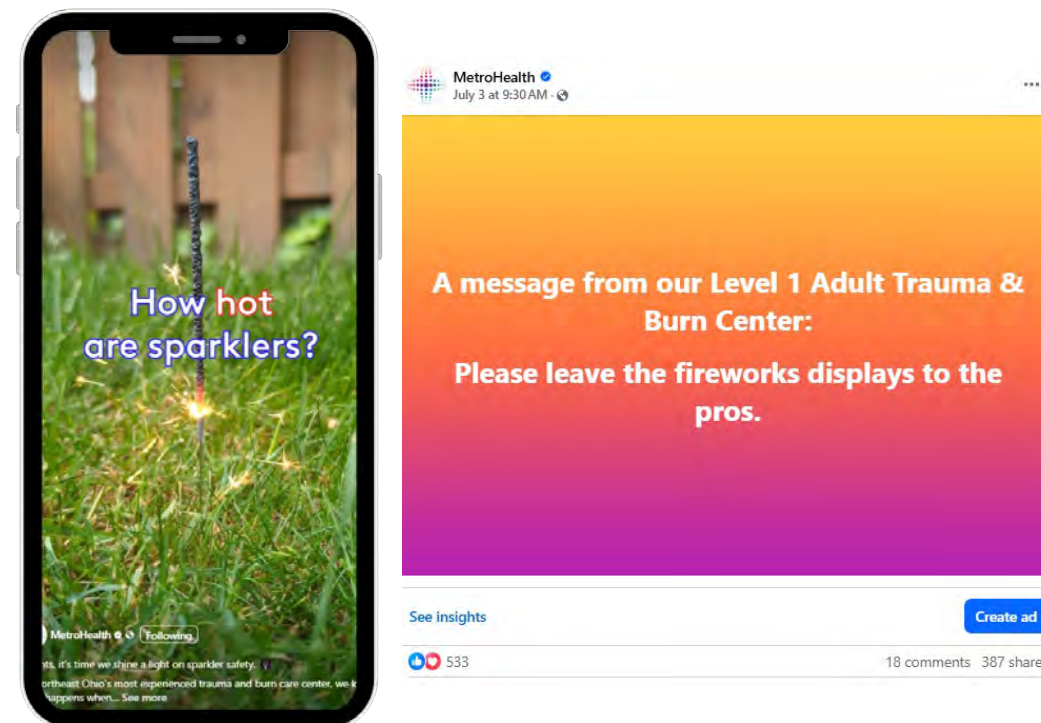 How hot
are sparklers?
MetroHealth
Following
it's time we shine a light on sparkler safety.
Ohio's most experienced trauma and burn care center, we
when... See more
MetroHealth
July 3 at 9:30 AM ·
A message from our Level 1 Adult Trauma &
Burn Center:
Please leave the fireworks displays to the
pros.
See insights
Create ad
533
18 comments 387 share